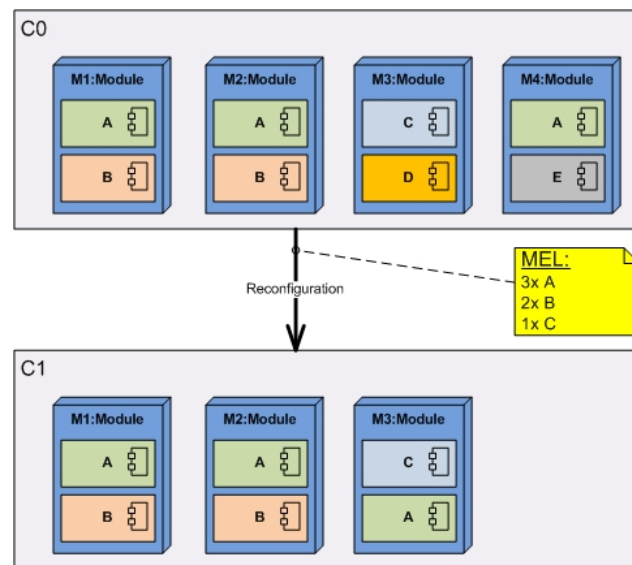 C0
M1:Module
A
B
M2:Module
A
B
M3:Module
C
D
M4:Module
A
E
Reconfiguration
MEL:
3x A
2x B
1x C
C1
M1:Module
A
B
M2:Module
A
B
M3:Module
C
A